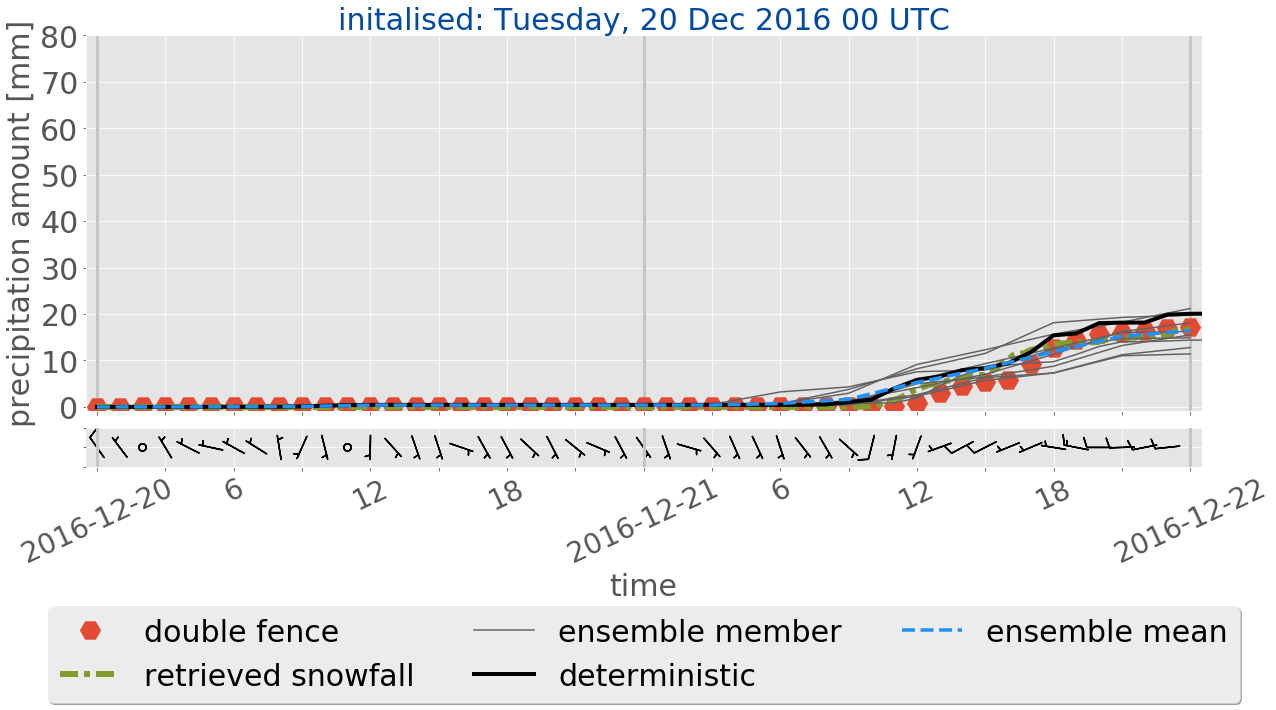 initalised: Tuesday, 20 Dec 2016 00 UTC
precipitation amount [mm]
80
70
60
50
40
30
20
10
0
2016-12-20 6 12 18 2016-12-21 6 12 18 2016-12-22
time
double fence ensemble member ensemble mean
retrieved snowfall deterministic